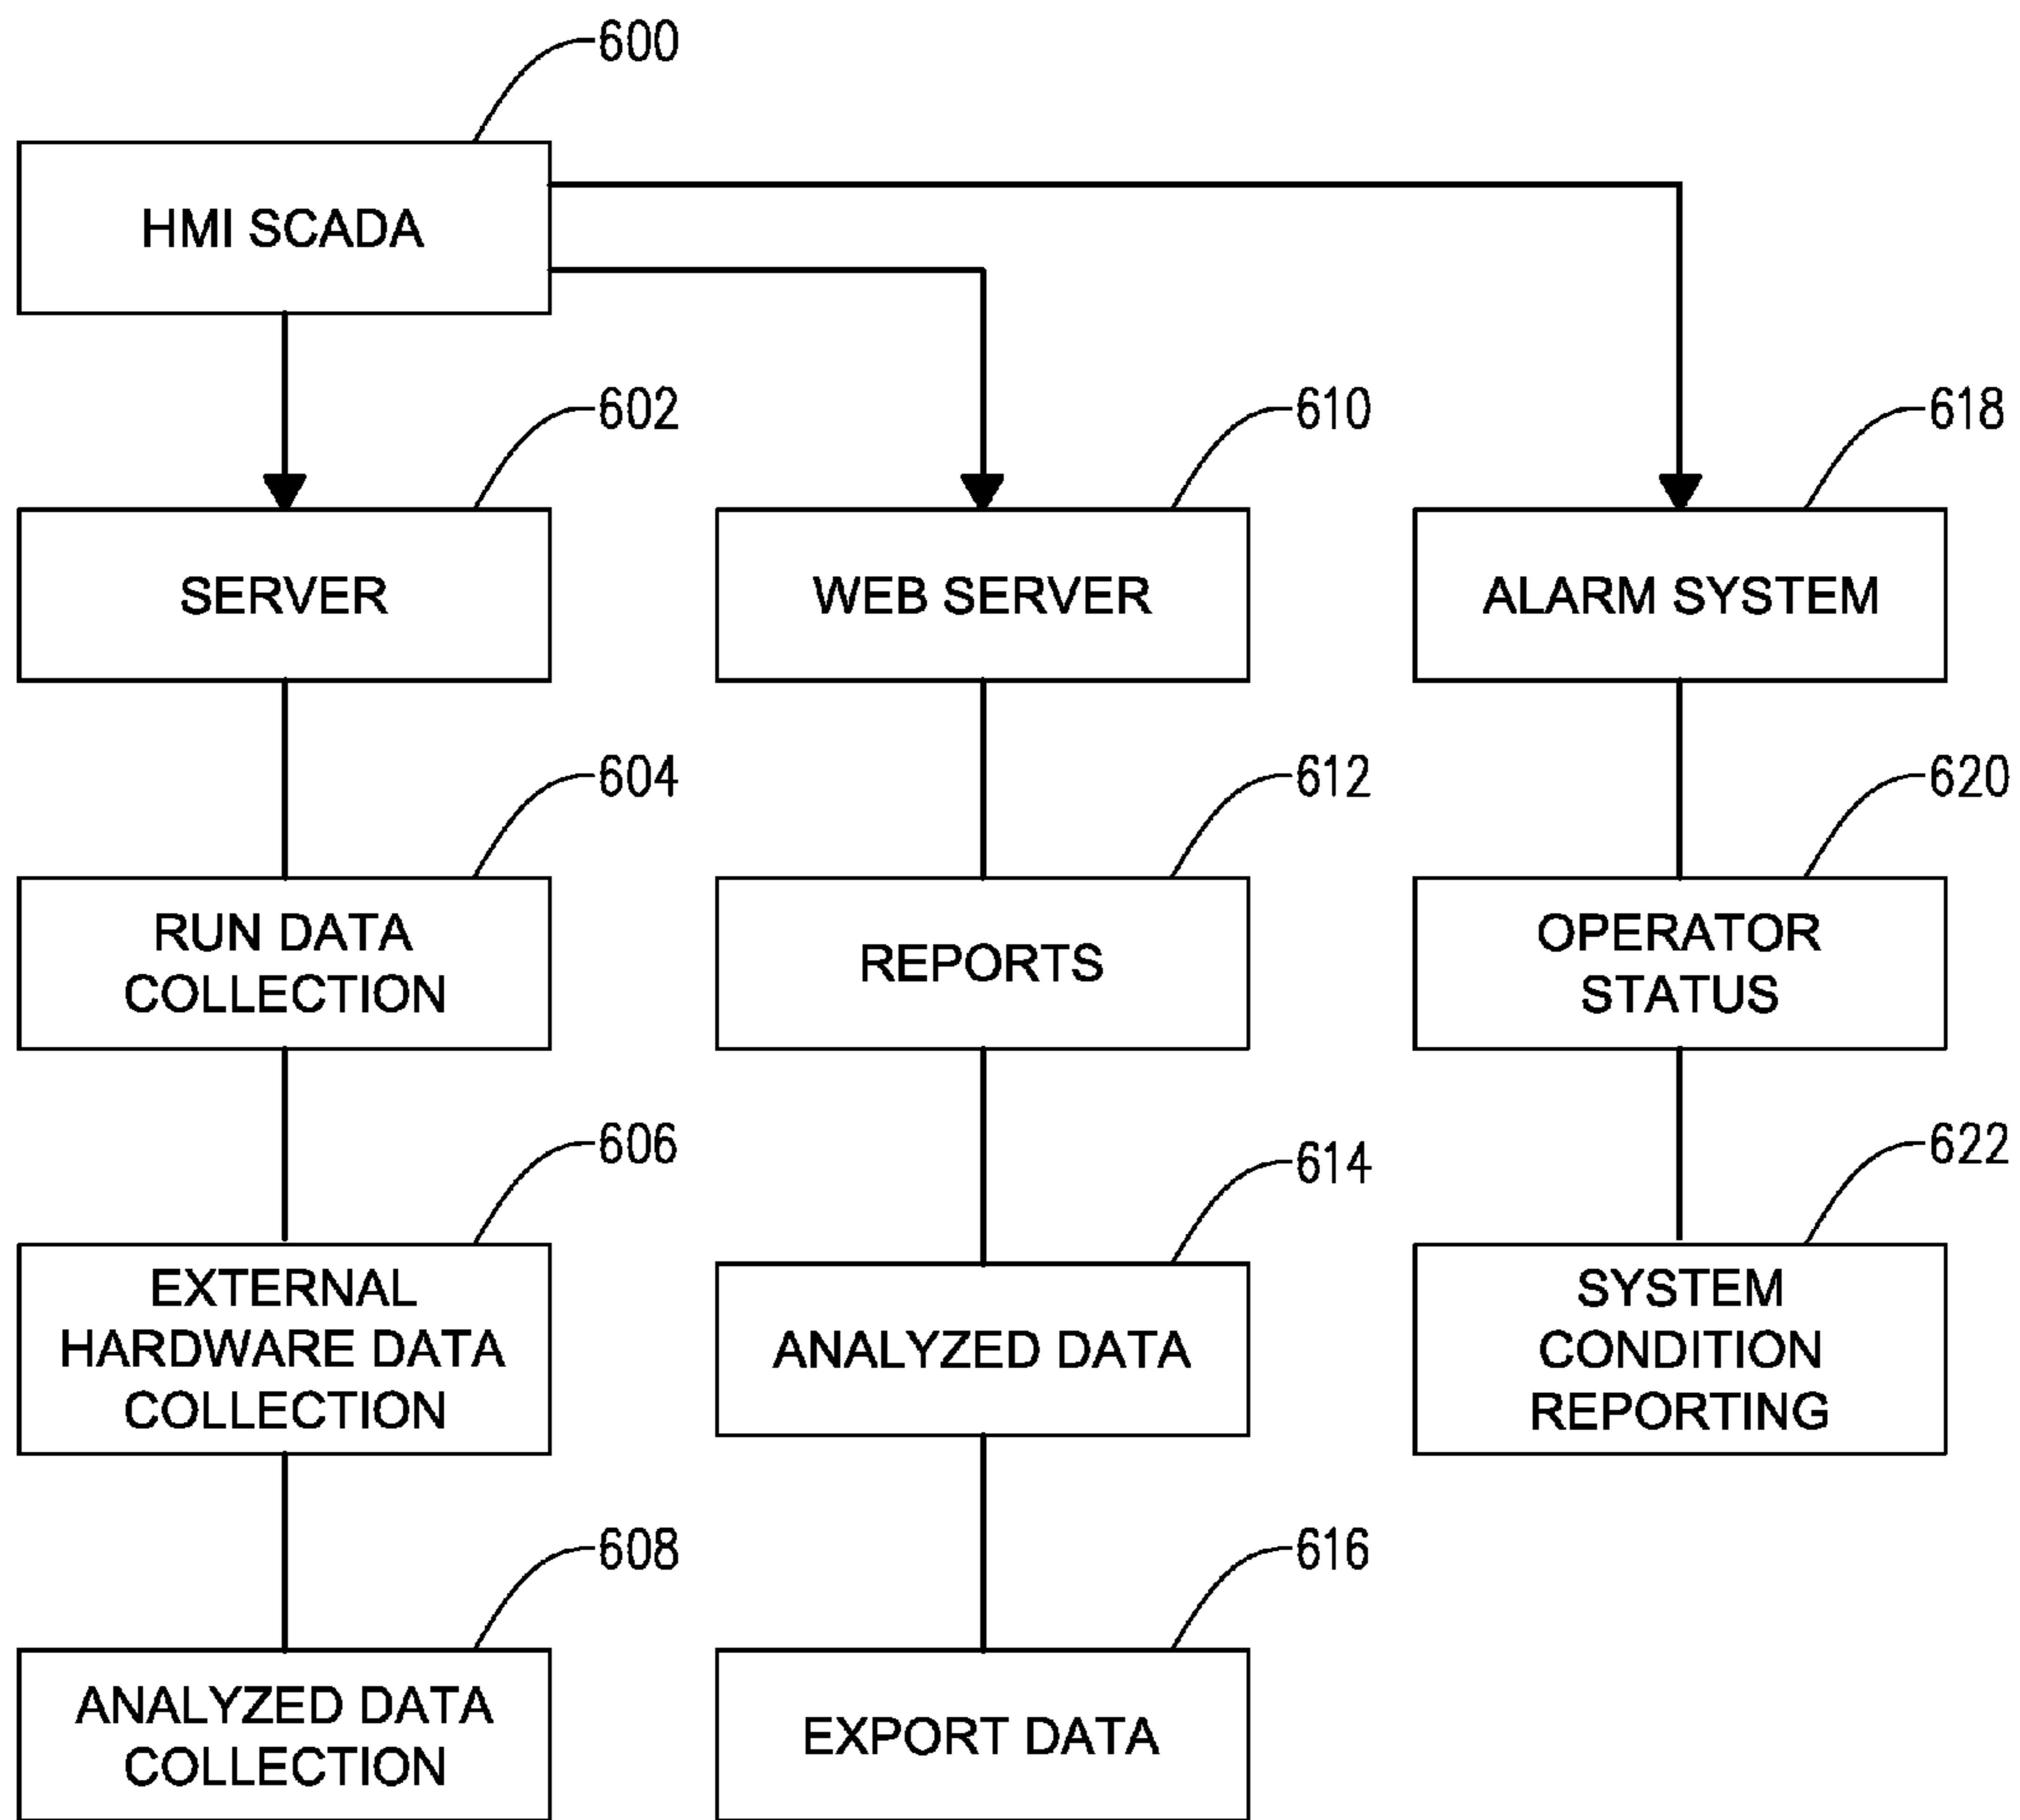 600
HMI SCADA
602
610
618
SERVER
WEB SERVER
ALARM SYSTEM
604
612
620
RUN DATA
COLLECTION
REPORTS
OPERATOR
STATUS
606
614
622
EXTERNAL
HARDWARE DATA
COLLECTION
ANALYZED DATA
SYSTEM
CONDITION
REPORTING
608
616
ANALYZED DATA
COLLECTION
EXPORT DATA